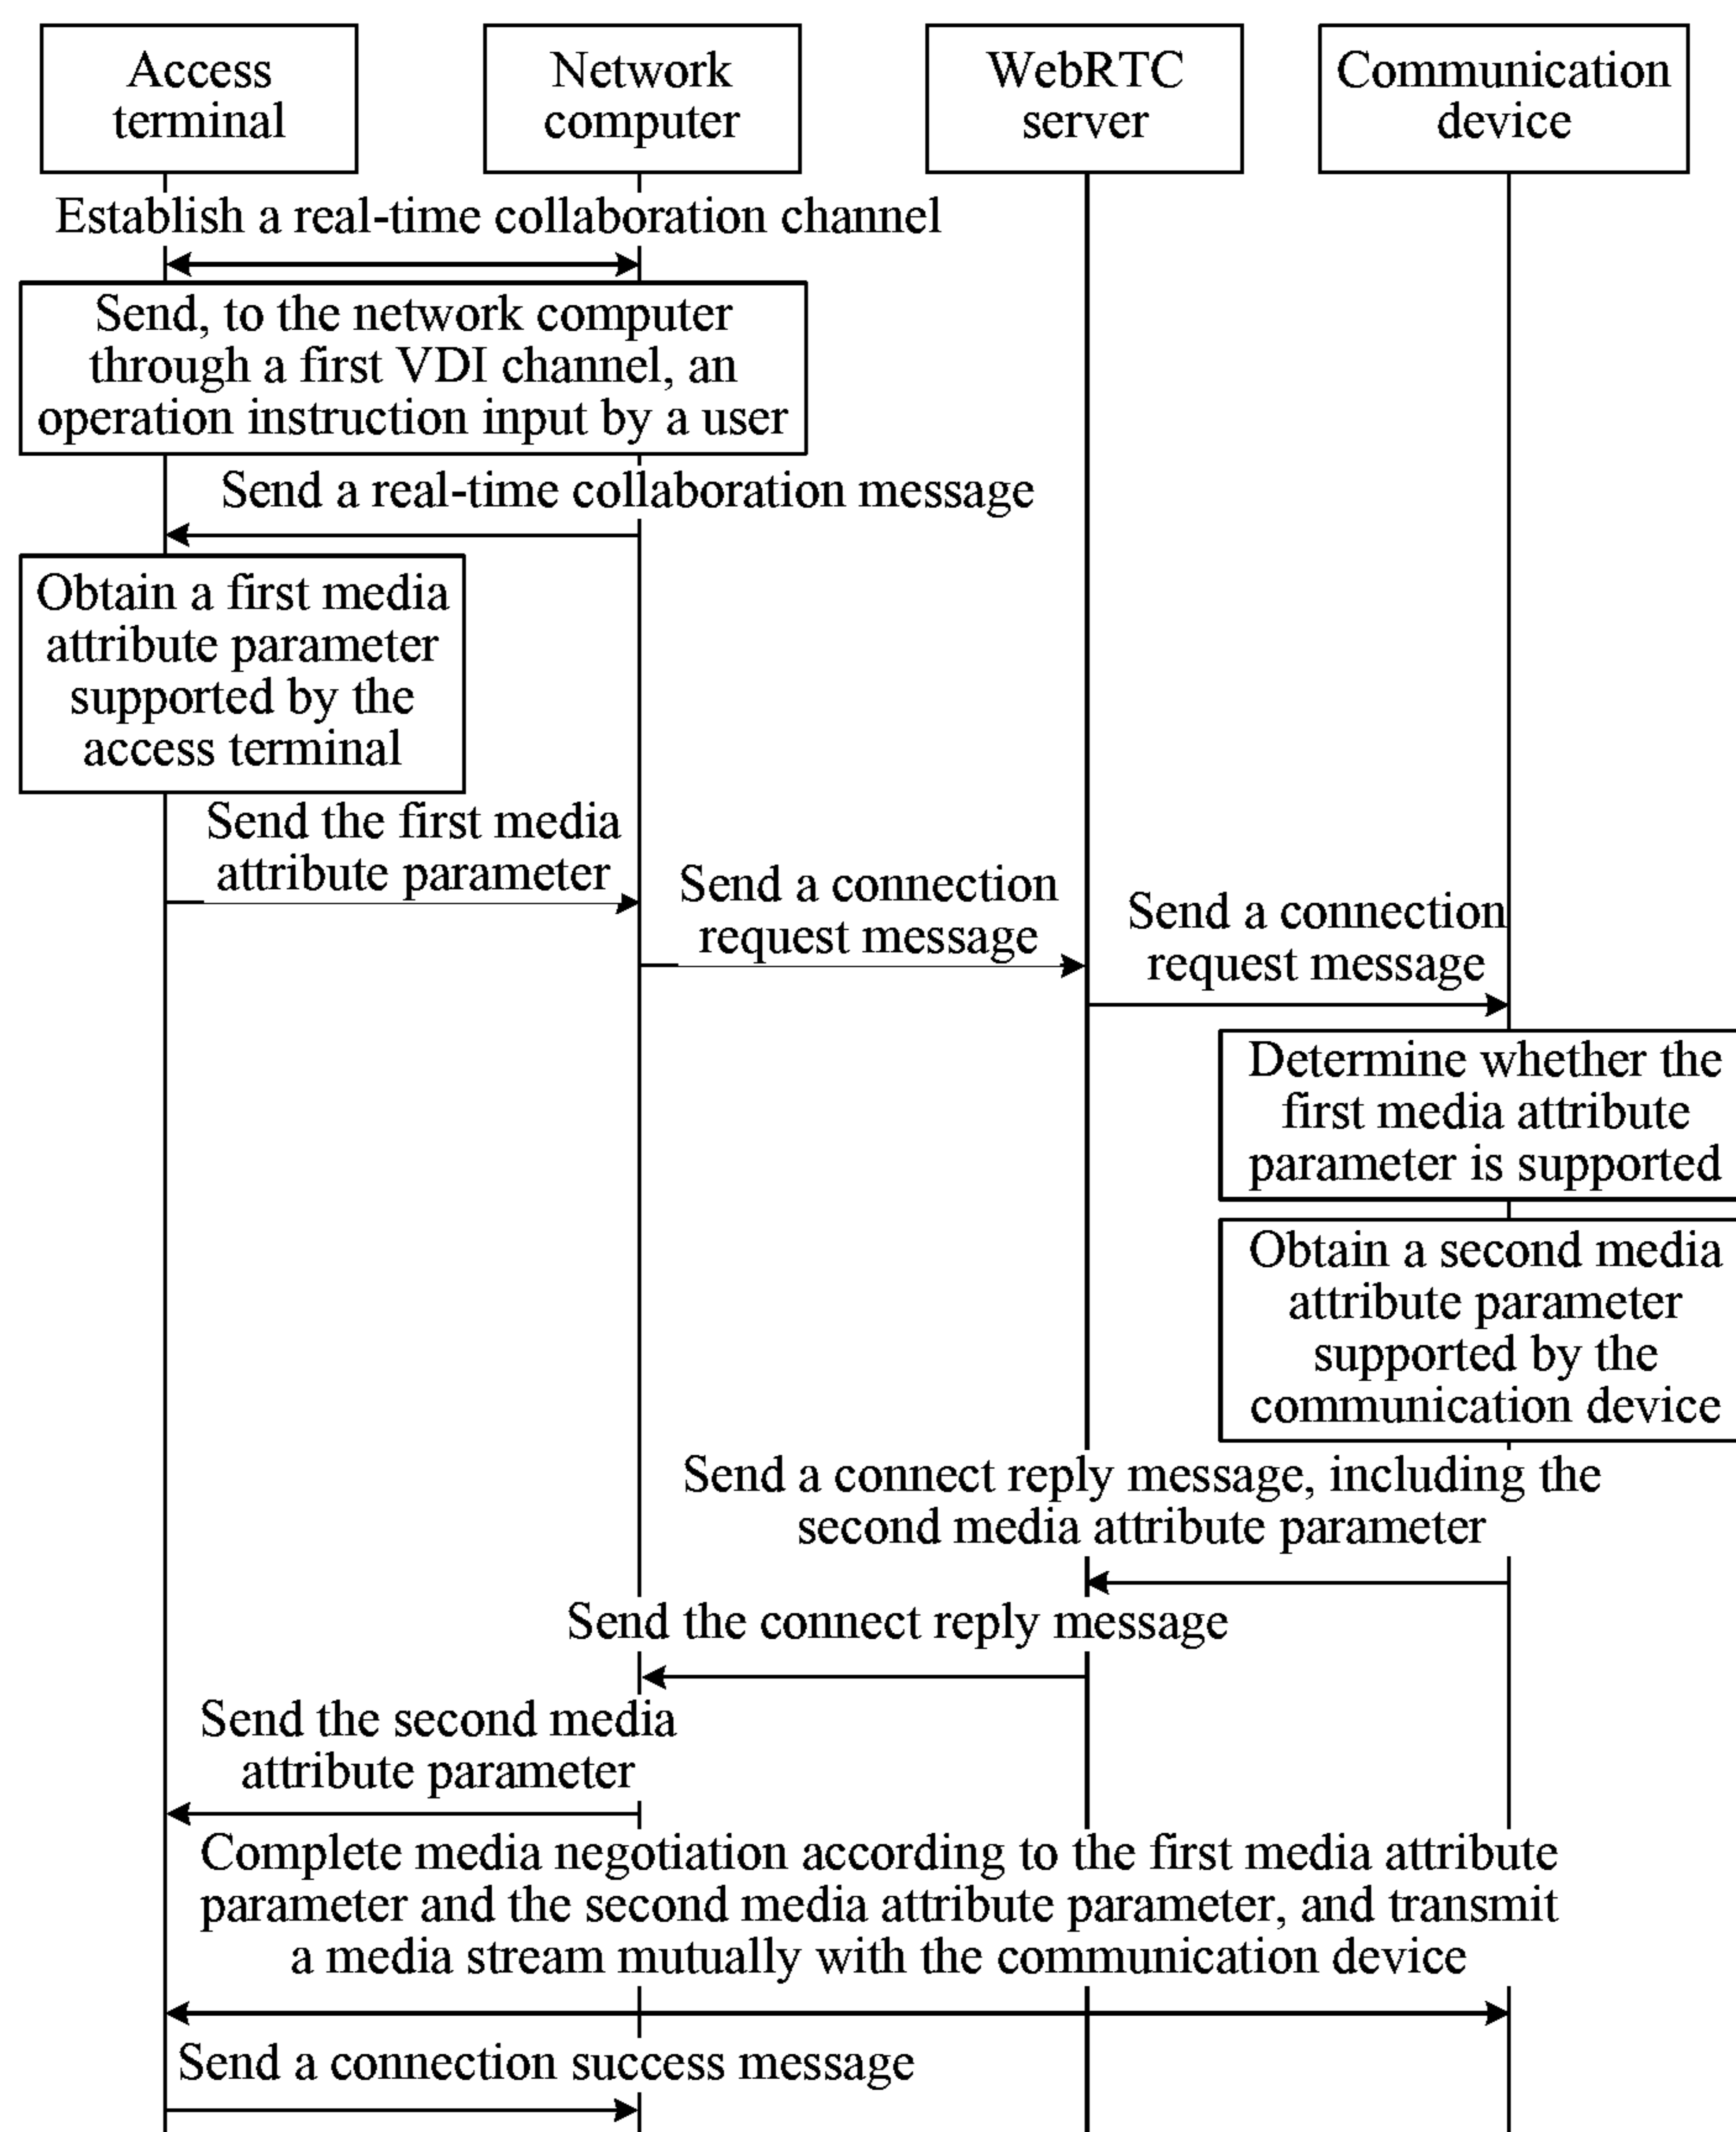 Access
terminal
Network
computer
WebRTC
server
Communication
device
Establish a real-time collaboration channel
Send, to the network computer
through a first VDI channel, an
operation instruction input by a user
Send a real-time collaboration message
Obtain a first media
attribute parameter
supported by the
access terminal
Send the first media
attribute parameter
Send a connection
request message
Send a connection
request message
Determine whether the
first media attribute
parameter is supported
Obtain a second media
attribute parameter
supported by the
communication device
Send a connect reply message, including the
second media attribute parameter
Send the connect reply message
Send the second media
attribute parameter
Complete media negotiation according to the first media attribute
parameter and the second media attribute parameter, and transmit
a media stream mutually with the communication device
Send a connection success message